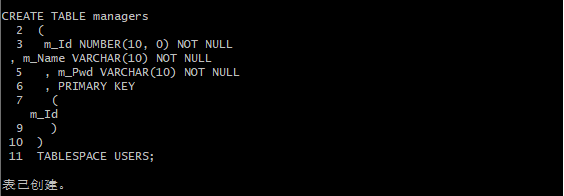 CREATE TABLE managers
2 (
3 m_Id NUMBER(10, 0) NOT NULL
, m_Name VARCHAR(10) NOT NULL
5 , m_Pwd VARCHAR(10) NOT NULL
6 , PRIMARY KEY
7 (
m_Id
9 )
10 )
11 TABLESPACE USERS;
表已创建。